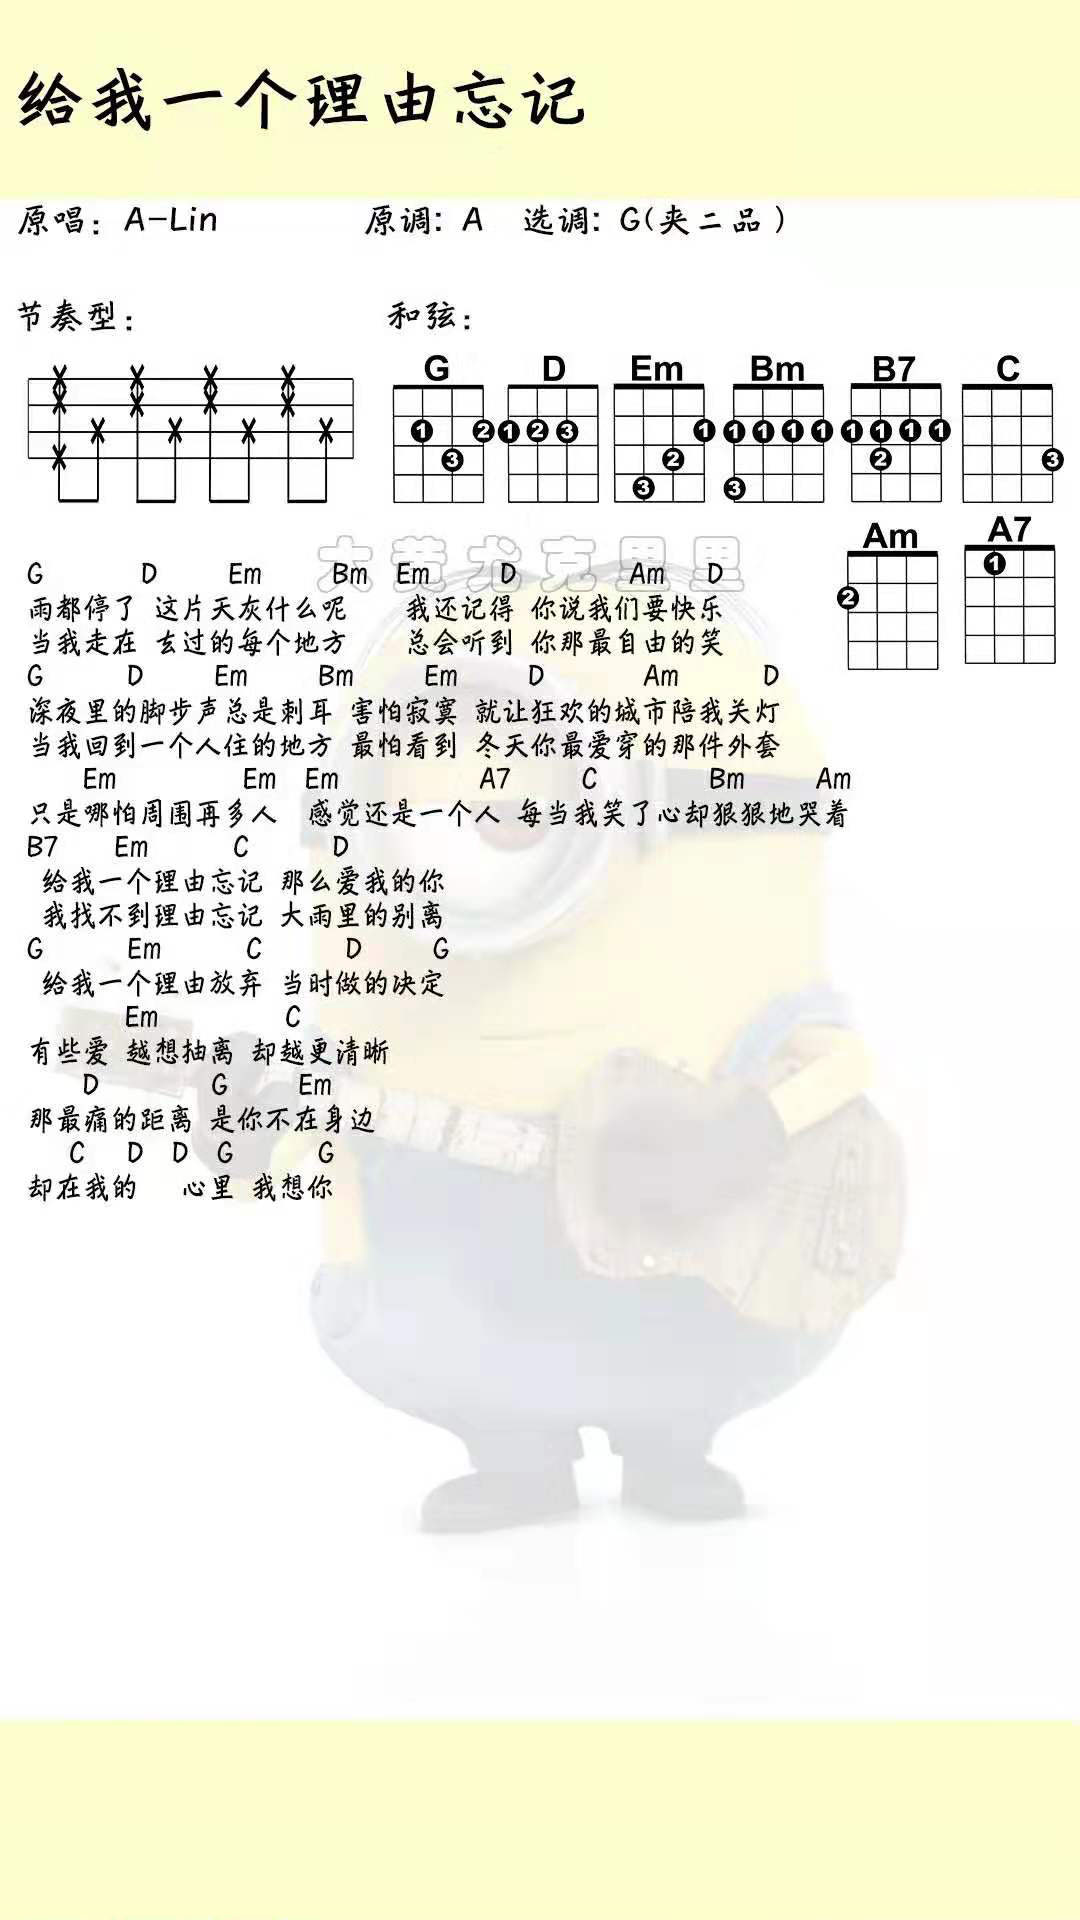 给我一个理由忘记
原唱：A-Lin 原调: A 选调: G(夹二品)
节奏型： 和弦：
G D Em Bm B7 C
1 2 3 1 2 3 1 2 3 1 1 1 1 3 1 1 1 1 2 3
Am A7
2 1
大黄尤克里里
G D Em Bm Em D Am D
雨都停了 这片天灰什么呢 我还记得 你说我们要快乐
当我走在 去过的每个地方 总会听到 你那最自由的笑
G D Em Bm Em D Am D
深夜里的脚步声总是刺耳 害怕寂寞 就让狂欢的城市陪我关灯
当我回到一个人住的地方 最怕看到 冬天你最爱穿的那件外套
Em Em Em A7 C Bm Am
只是哪怕周围再多人 感觉还是一个人 每当我笑了心却狠狠地哭着
B7 Em C D
给我一个理由忘记 那么爱我的你
我找不到理由忘记 大雨里的别离
G Em C D G
给我一个理由放弃 当时做的决定
Em C
有些爱 越想抽离 却越更清晰
D G Em
那最痛的距离 是你不在身边
C D D G G
却在我的 心里 我想你